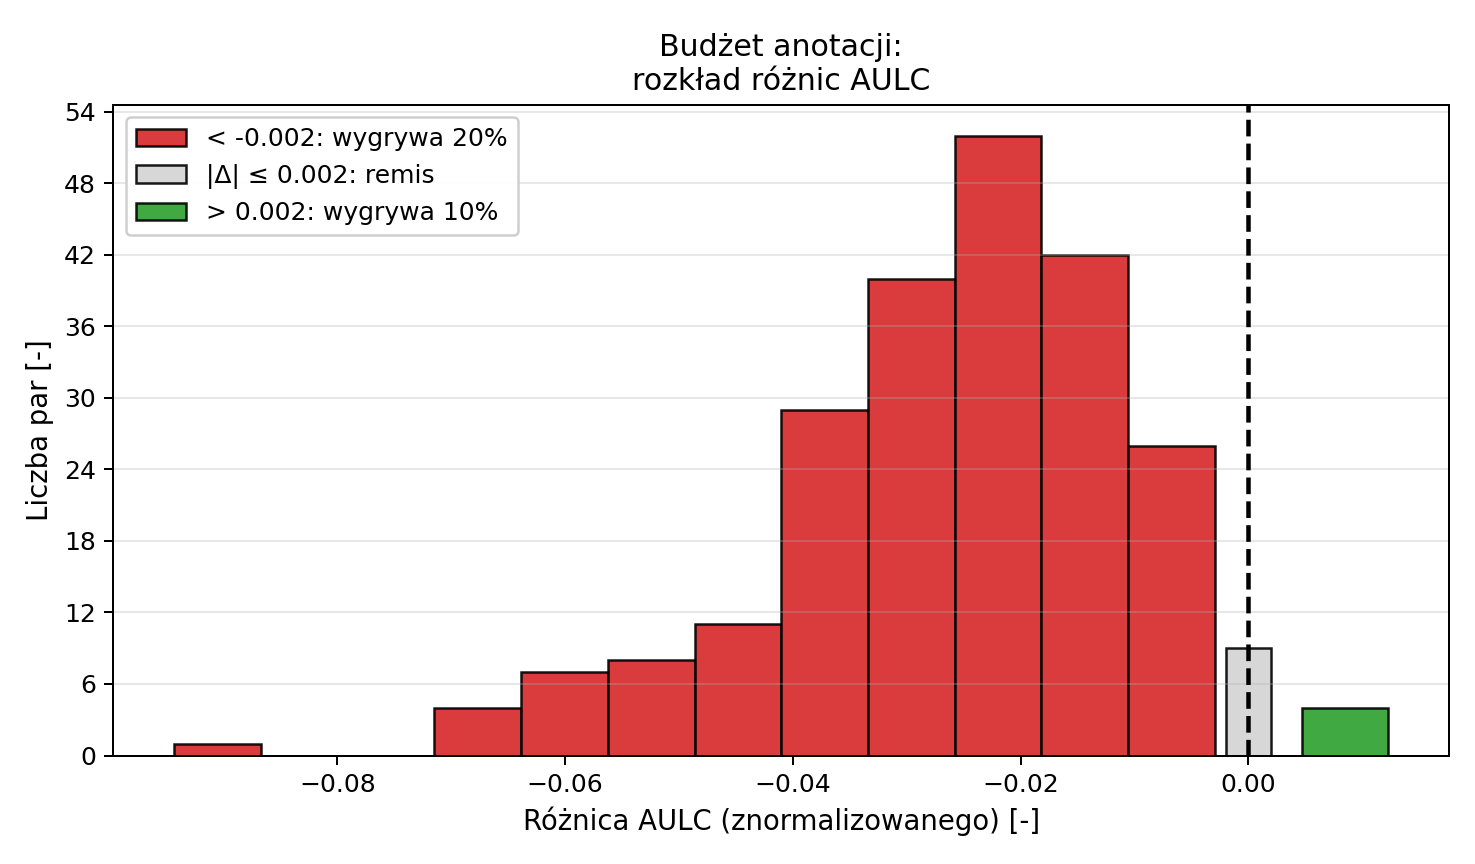 Budżet anotacji:
rozkład różnic AULC
54
48
42
36
30
24
18
12
6
0
< -0.002: wygrywa 20%
|Δ| ≤ 0.002: remis
> 0.002: wygrywa 10%
Liczba par [-]
−0.08
−0.06
−0.04
−0.02
0.00
Różnica AULC (znormalizowanego) [-]